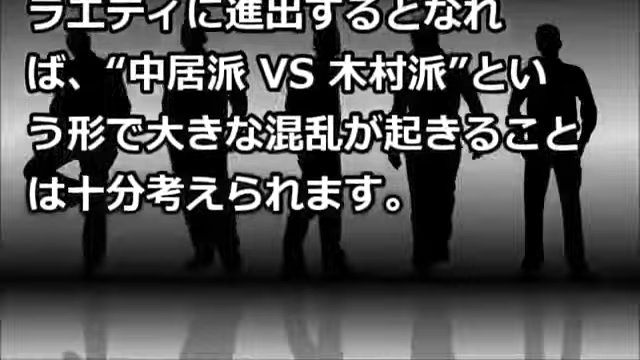 ラエティに進出するとなれ
ば、“中居派 VS 木村派”とい
う形で大きな混乱が起きること
は十分考えられます。